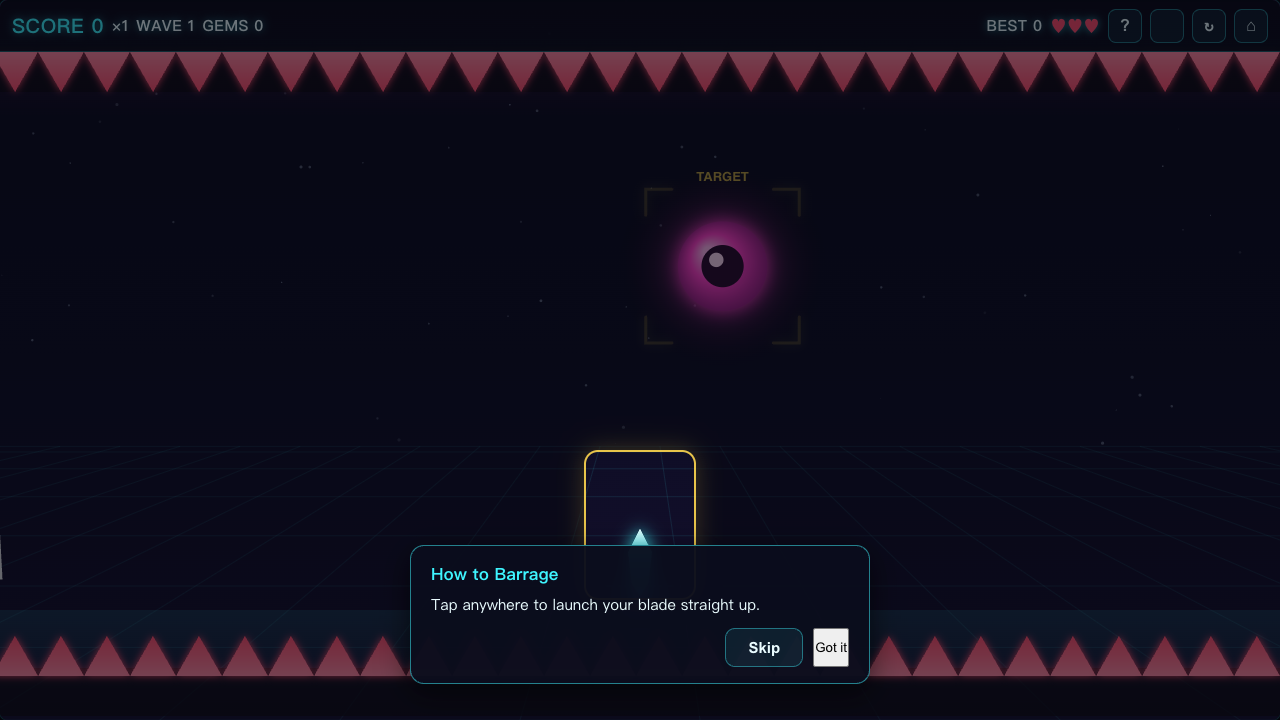 SCORE 0 ×1 WAVE 1 GEMS 0
BEST 0 ?
TARGET
How to Barrage
Tap anywhere to launch your blade straight up.
Skip Got it